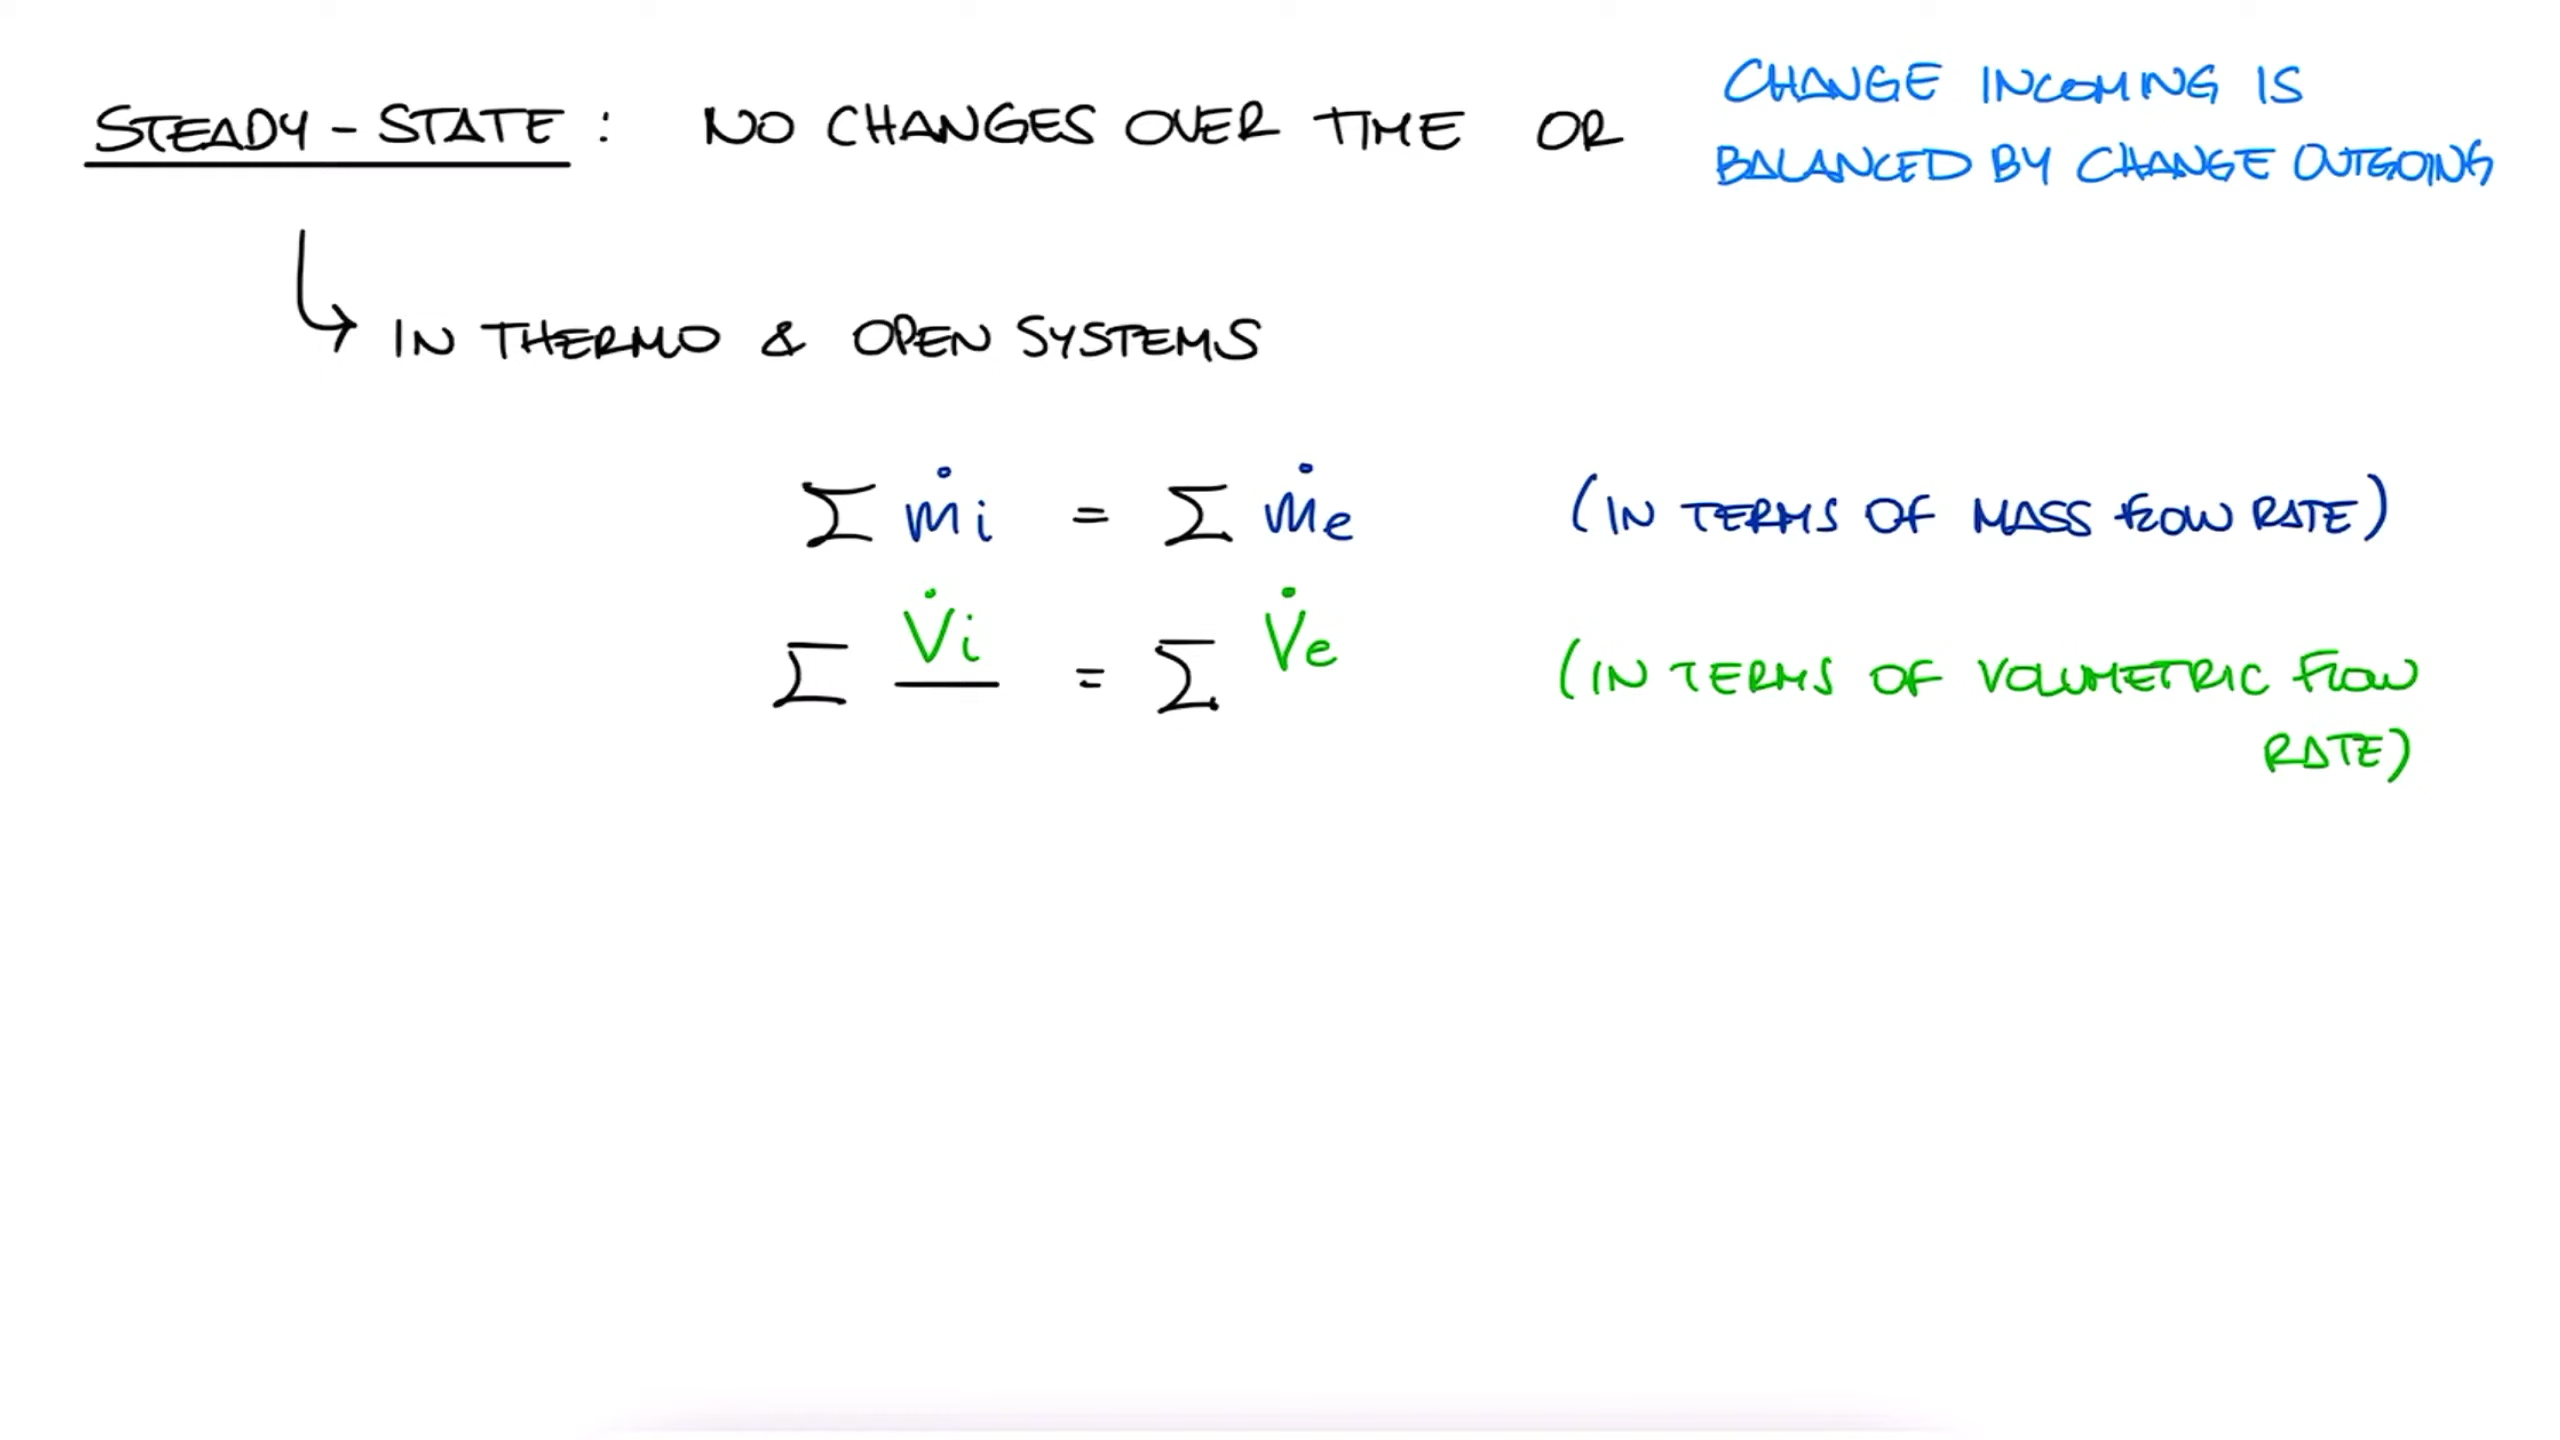 STEADY-STATE: NO CHANGES OVER TIME OR
CHANGE INCOMING IS
BALANCED BY CHANGE OUTGOING
↳ IN THERMO & OPEN SYSTEMS
Σ ṁi = Σ ṁe (IN TERMS OF MASS FLOW RATE)
Σ V̇i = Σ V̇e (IN TERMS OF VOLUMETRIC FLOW
RATE)